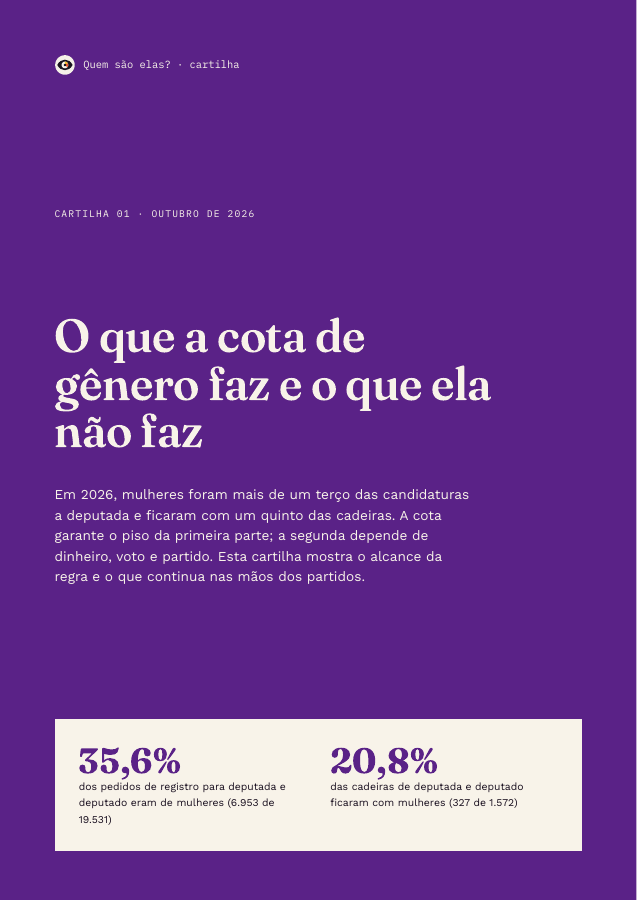 Quem são elas? · cartilha
CARTILHA 01 · OUTUBRO DE 2026
O que a cota de
gênero faz e o que ela
não faz
Em 2026, mulheres foram mais de um terço das candidaturas
a deputada e ficaram com um quinto das cadeiras. A cota
garante o piso da primeira parte; a segunda depende de
dinheiro, voto e partido. Esta cartilha mostra o alcance da
regra e o que continua nas mãos dos partidos.
35,6%
dos pedidos de registro para deputada e
deputado eram de mulheres (6.953 de
19.531)
20,8%
das cadeiras de deputada e deputado
ficaram com mulheres (327 de 1.572)